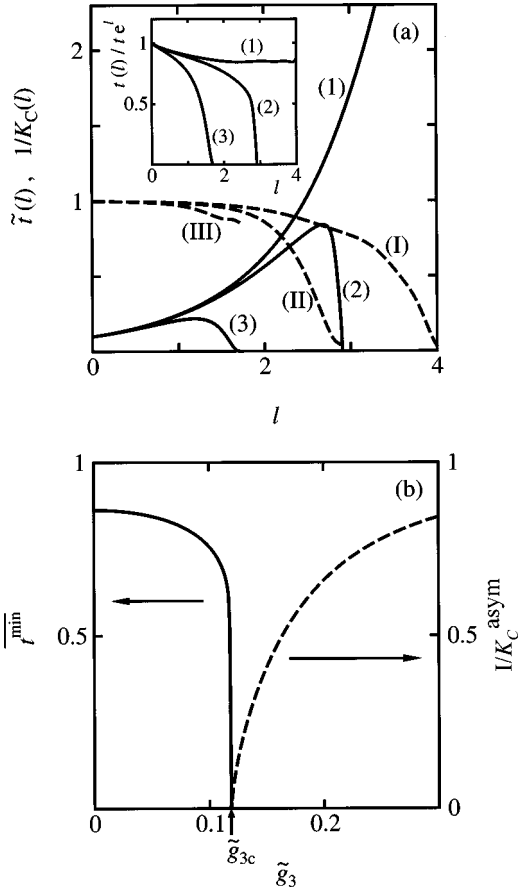 (a)
2
1
0
0
2
4
t̃(l) , 1/K_C(l)
l
(1)
(2)
(3)
(I)
(II)
(III)
1
0.5
0
2
4
t(l) / t e^l
l
(1)
(2)
(3)
(b)
1
0.5
0
0.1
0.2
1
0.5
0
t^min
I/K_C^asym
g̃_3c
g̃_3